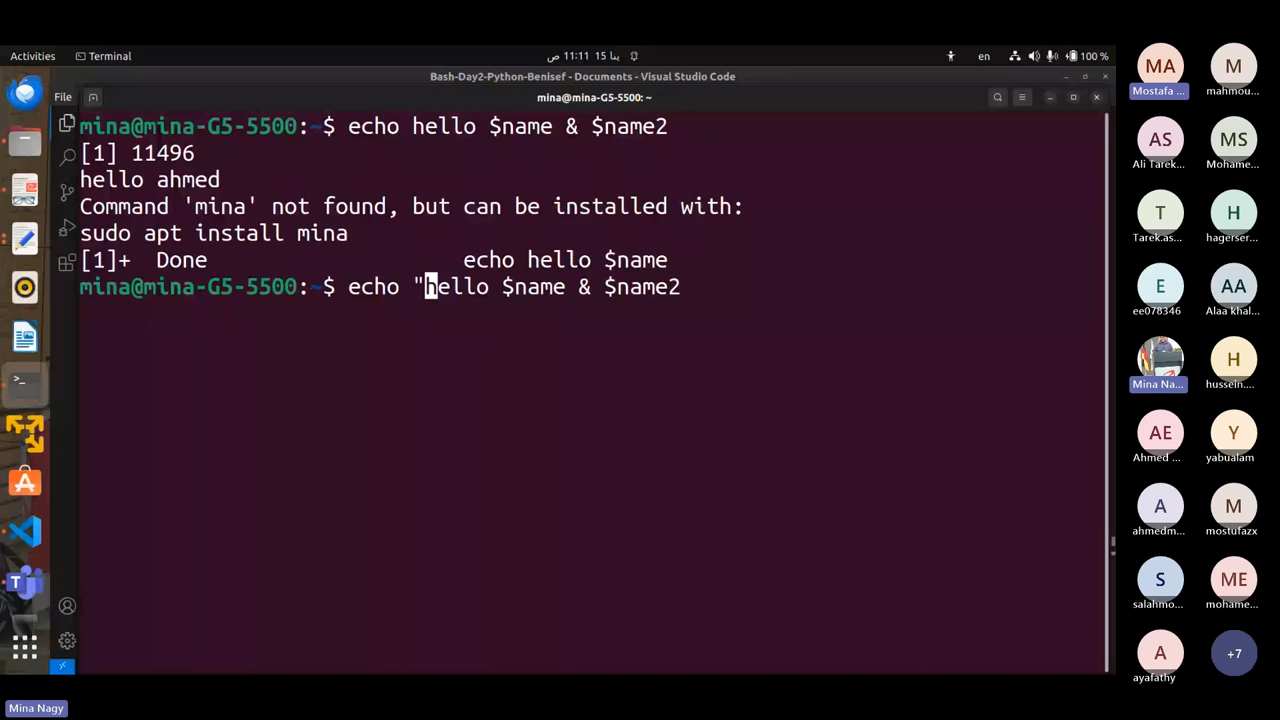 Activities
Terminal
ص 11:11 15 ينا
en
100 %
Bash-Day2-Python-Benisef - Documents - Visual Studio Code
File
mina@mina-G5-5500: ~
mina@mina-G5-5500:~$ echo hello $name & $name2
[1] 11496
hello ahmed
Command 'mina' not found, but can be installed with:
sudo apt install mina
[1]+  Done                    echo hello $name
mina@mina-G5-5500:~$ echo "hello $name & $name2
MA
Mostafa ...
M
mahmou...
AS
Ali Tarek...
MS
Mohame...
T
Tarek.as...
H
hagerser...
E
ee078346
AA
Alaa khal...
Mina Na...
H
hussein....
AE
Ahmed ...
Y
yabualam
A
ahmedm...
M
mostufazx
S
salahmo...
ME
mohame...
A
ayafathy
+7
Mina Nagy